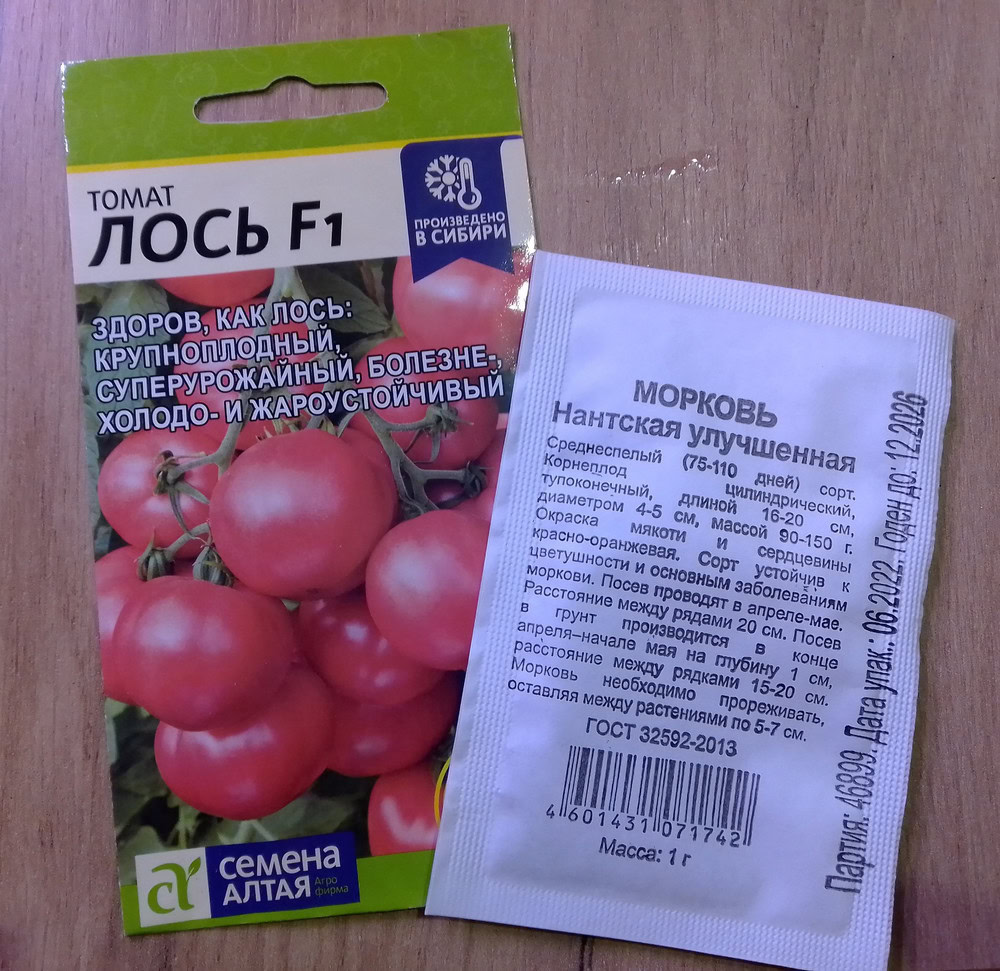 ТОМАТ
ЛОСЬ F1
ПРОИЗВЕДЕНО
В СИБИРИ
ЗДОРОВ, КАК ЛОСЬ:
КРУПНОПЛОДНЫЙ,
СУПЕРУРОЖАЙНЫЙ, БОЛЕЗНЕ-,
ХОЛОДО- И ЖАРОУСТОЙЧИВЫЙ
семена
АЛТАЯ
Агро
фирма
МОРКОВЬ
Нантская улучшенная
Среднеспелый (75-110 дней) сорт.
Корнеплод цилиндрический,
тупоконечный, длиной 16-20 см,
диаметром 4-5 см, массой 90-150 г.
Окраска мякоти и сердцевины
красно-оранжевая. Сорт устойчив к
цветушности и основным заболеваниям
моркови. Посев проводят в апреле-мае.
Расстояние между рядами 20 см. Посев
в грунт производится в конце
апреля–начале мая на глубину 1 см,
расстояние между рядками 15-20 см.
Морковь необходимо прореживать,
оставляя между растениями по 5-7 см.
ГОСТ 32592-2013
4 601431 071742
Масса: 1 г
Партия: 46899. Дата упак.: 06.2022. Годен до: 12.2026